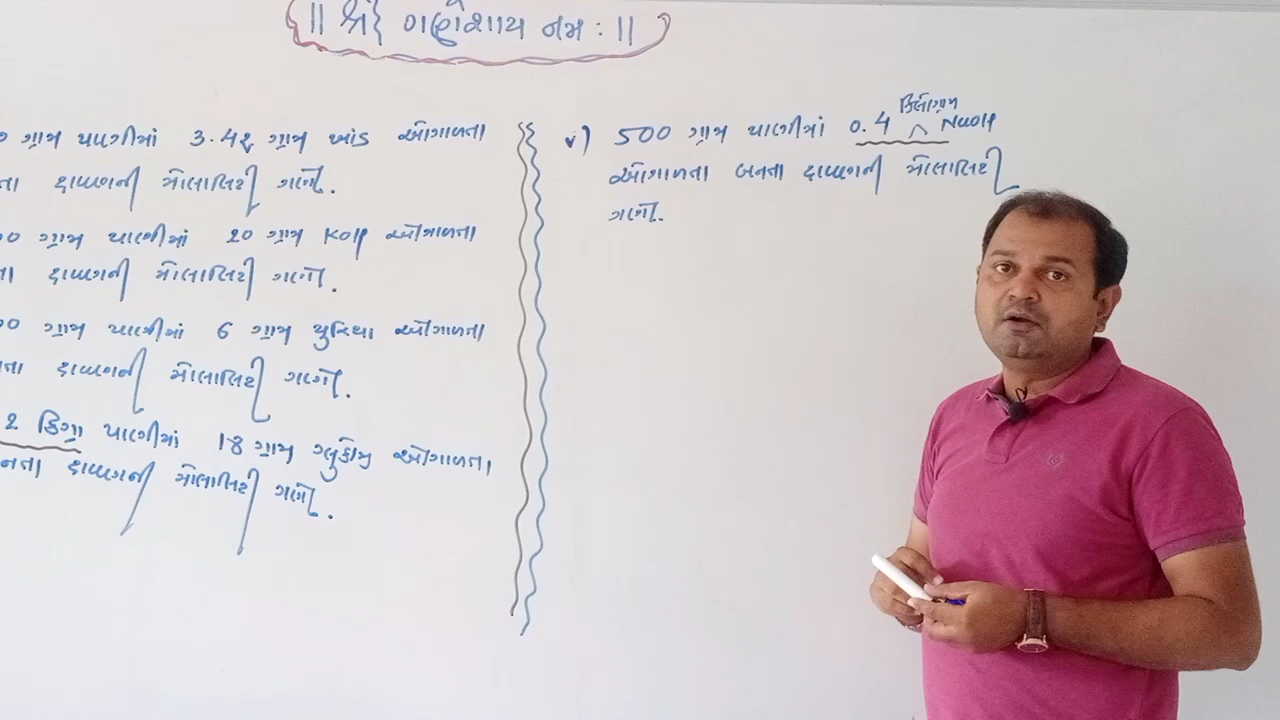 || શ્રી ગણેશાય નમઃ ||
ગ્રામ પાણીમાં 3.42 ગ્રામ ખાંડ ઓગાળતા
દ્રાવણની મોલાલિટી ગણો.
ગ્રામ પાણીમાં 20 ગ્રામ KOH ઓગાળતા
દ્રાવણની મોલાલિટી ગણો.
ગ્રામ પાણીમાં 6 ગ્રામ યુરિયા ઓગાળતા
દ્રાવણની મોલાલિટી ગણો.
2 કિગ્રા પાણીમાં 18 ગ્રામ ગ્લુકોઝ ઓગાળતા
દ્રાવણની મોલાલિટી ગણો.
v) 500 ગ્રામ પાણીમાં 0.4 કિલોગ્રામ NaOH
ઓગાળતા બનતા દ્રાવણની મોલાલિટી
ગણો.